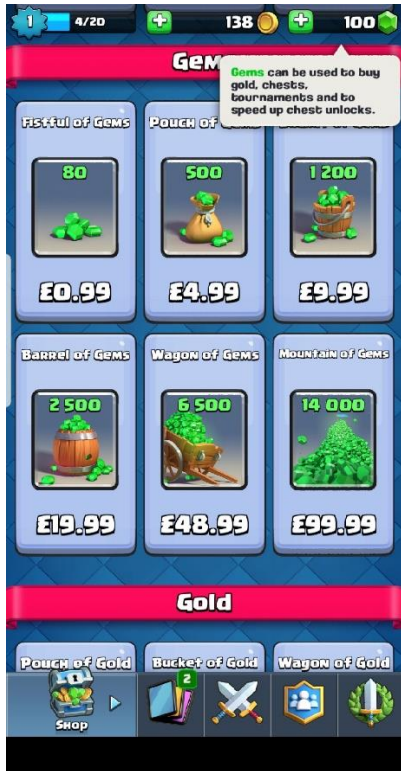 1
4/20
138
100
Gem
Gems can be used to buy
gold, chests,
tournaments and to
speed up chest unlocks.
Fistful of Gems
Pouch of
80
500
1 200
£0.99
£4.99
£9.99
Barrel of Gems
Wagon of Gems
Mountain of Gems
2 500
6 500
14 000
£19.99
£48.99
£99.99
Gold
Pouch of Gold
Bucket of Gold
Wagon of Gold
2
Shop